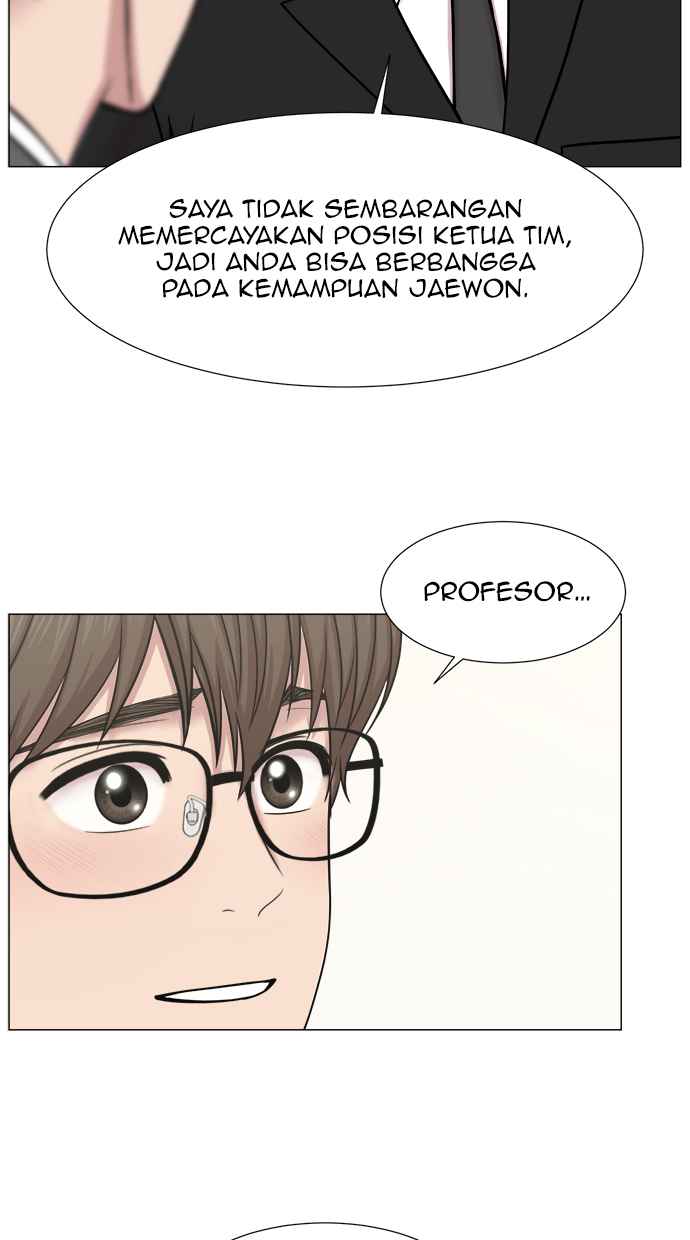 SAYA TIDAK SEMBARANGAN
MEMERCAYAKAN POSISI KETUA TIM,
JADI ANDA BISA BERBANGGA
PADA KEMAMPUAN JAEWON.
PROFESOR...